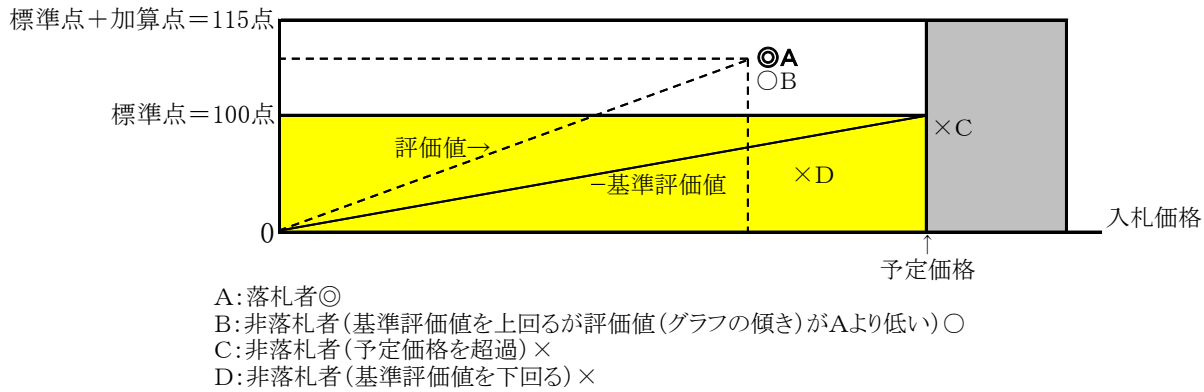 標準点＋加算点＝115点
◎A
○B
標準点＝100点
×C
評価値→
×D
−基準評価値
入札価格
0
↑
予定価格
A：落札者◎
B：非落札者（基準評価値を上回るが評価値（グラフの傾き）がAより低い）○
C：非落札者（予定価格を超過）×
D：非落札者（基準評価値を下回る）×